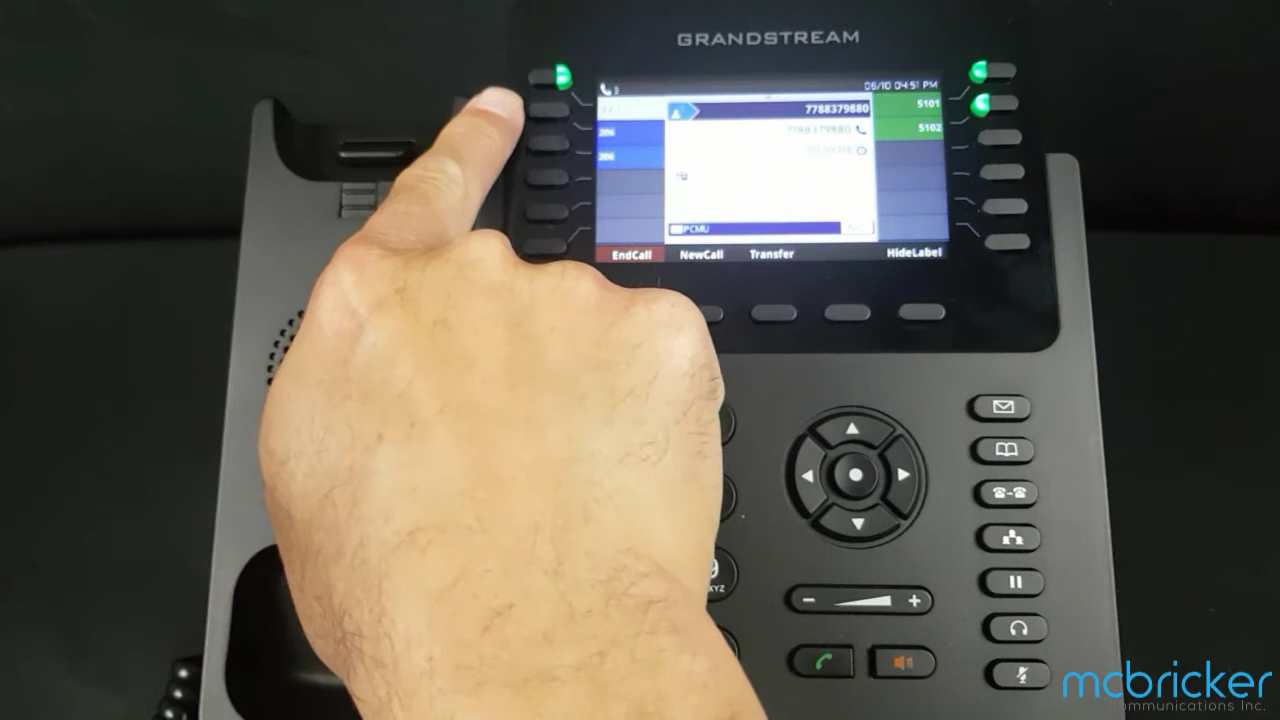 GRANDSTREAM
06/10 04:51 PM
7788379880
5101
206
7788379880
5102
206
PCMU
EndCall NewCall Transfer HideLabel
XYZ
mcbricker
communications Inc.